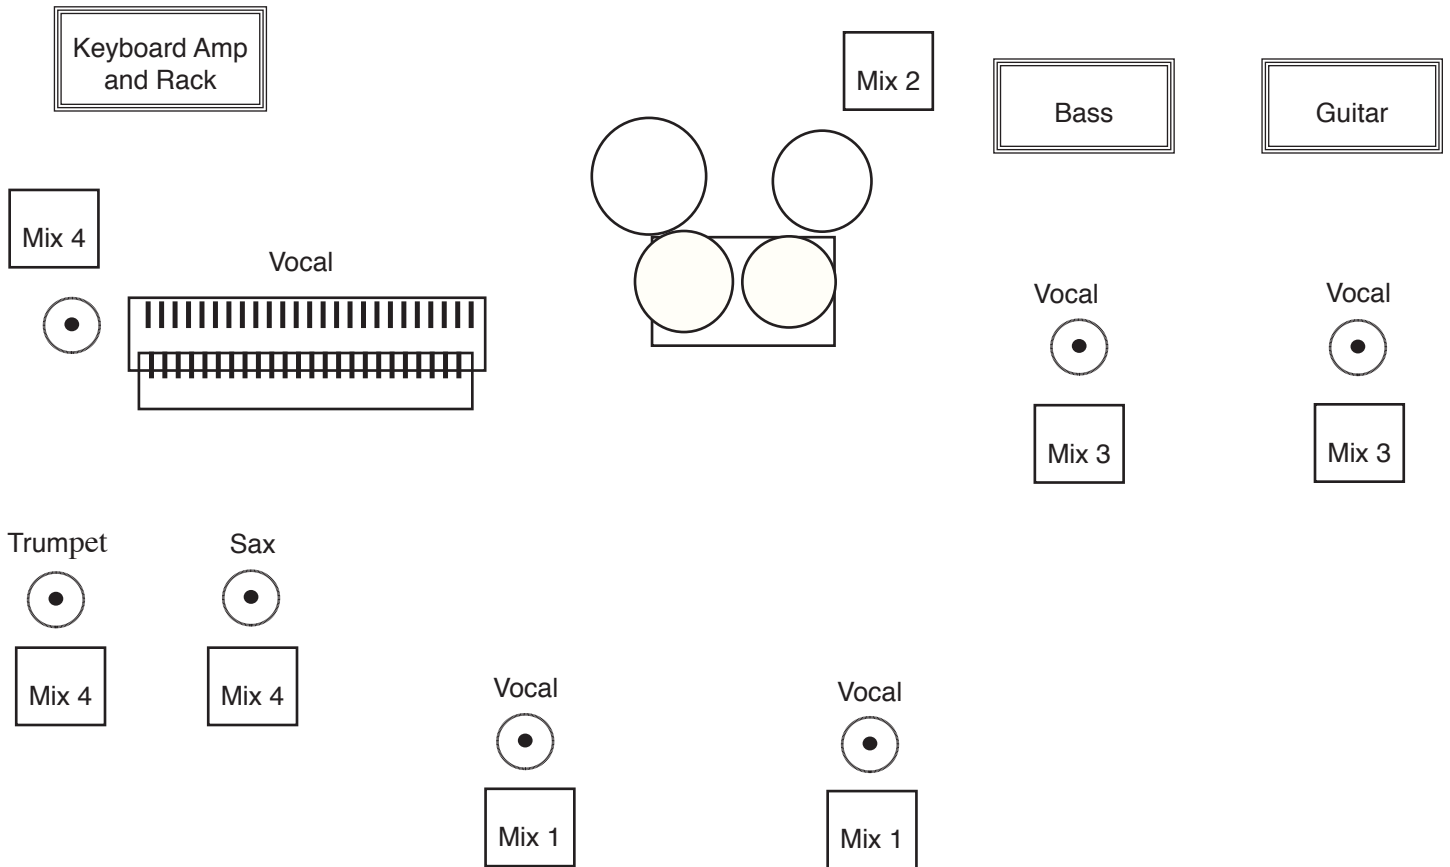 Keyboard Amp
and Rack
Mix 2
Bass
Guitar
Mix 4
Vocal
Vocal
Vocal
Mix 3
Mix 3
Trumpet
Sax
Mix 4
Mix 4
Vocal
Vocal
Mix 1
Mix 1